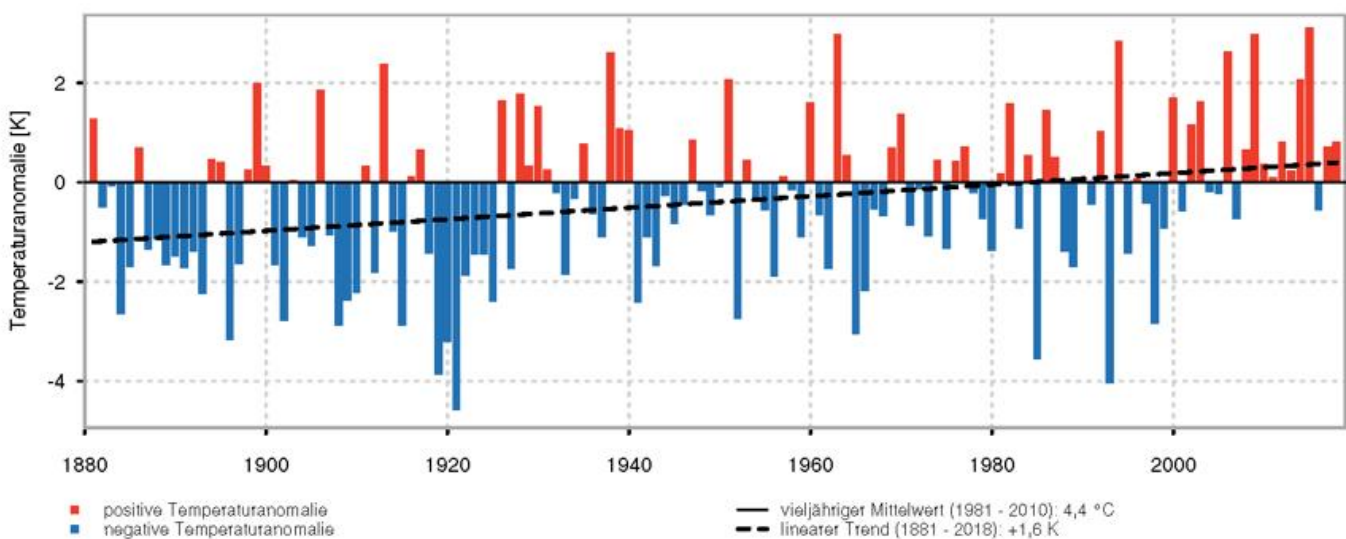 Temperaturanomalie [K]
2
0
-2
-4
1880 1900 1920 1940 1960 1980 2000
positive Temperaturanomalie
negative Temperaturanomalie
vieljähriger Mittelwert (1981 - 2010): 4,4 °C
linearer Trend (1881 - 2018): +1,6 K